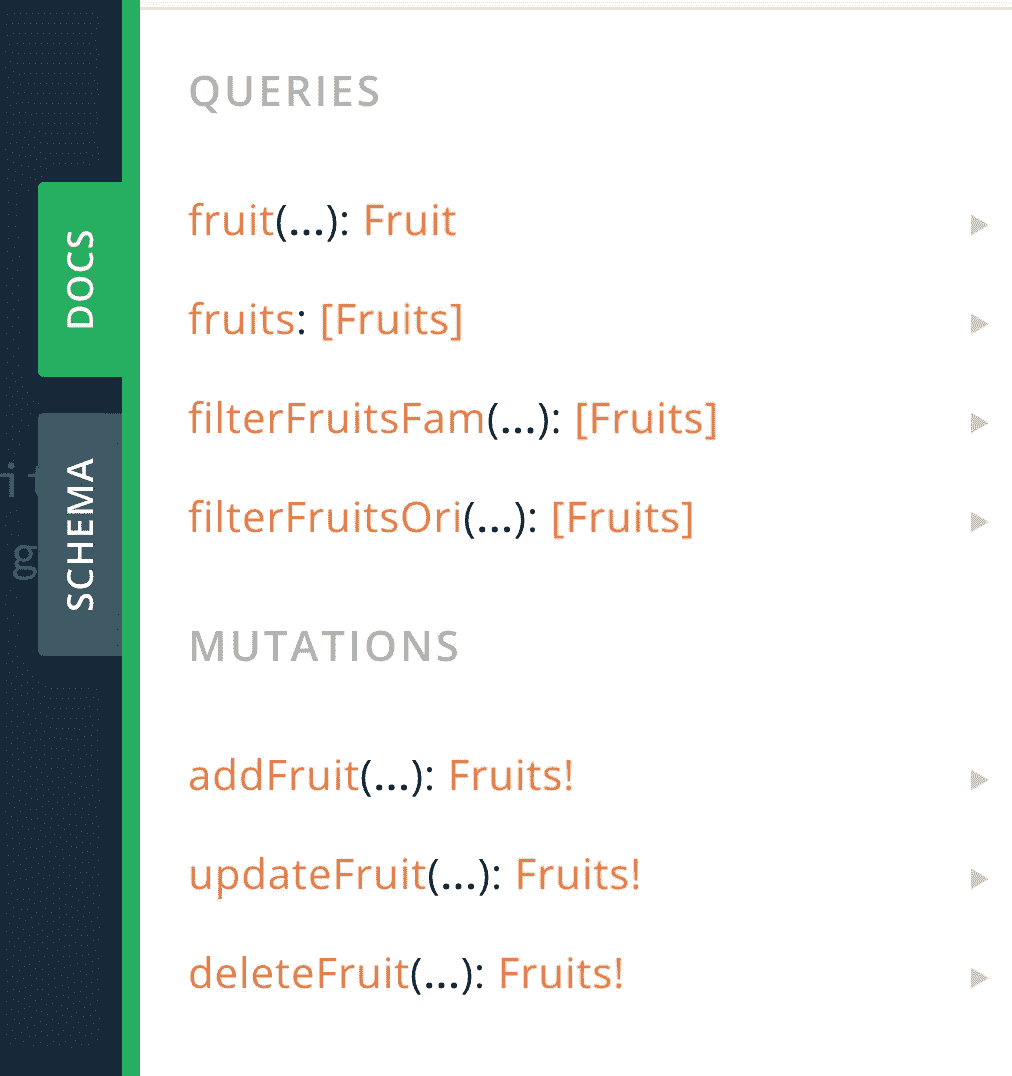 QUERIES
fruit(...): Fruit
fruits: [Fruits]
filterFruitsFam(...): [Fruits]
filterFruitsOri(...): [Fruits]
MUTATIONS
addFruit(...): Fruits!
updateFruit(...): Fruits!
deleteFruit(...): Fruits!
DOCS
SCHEMA